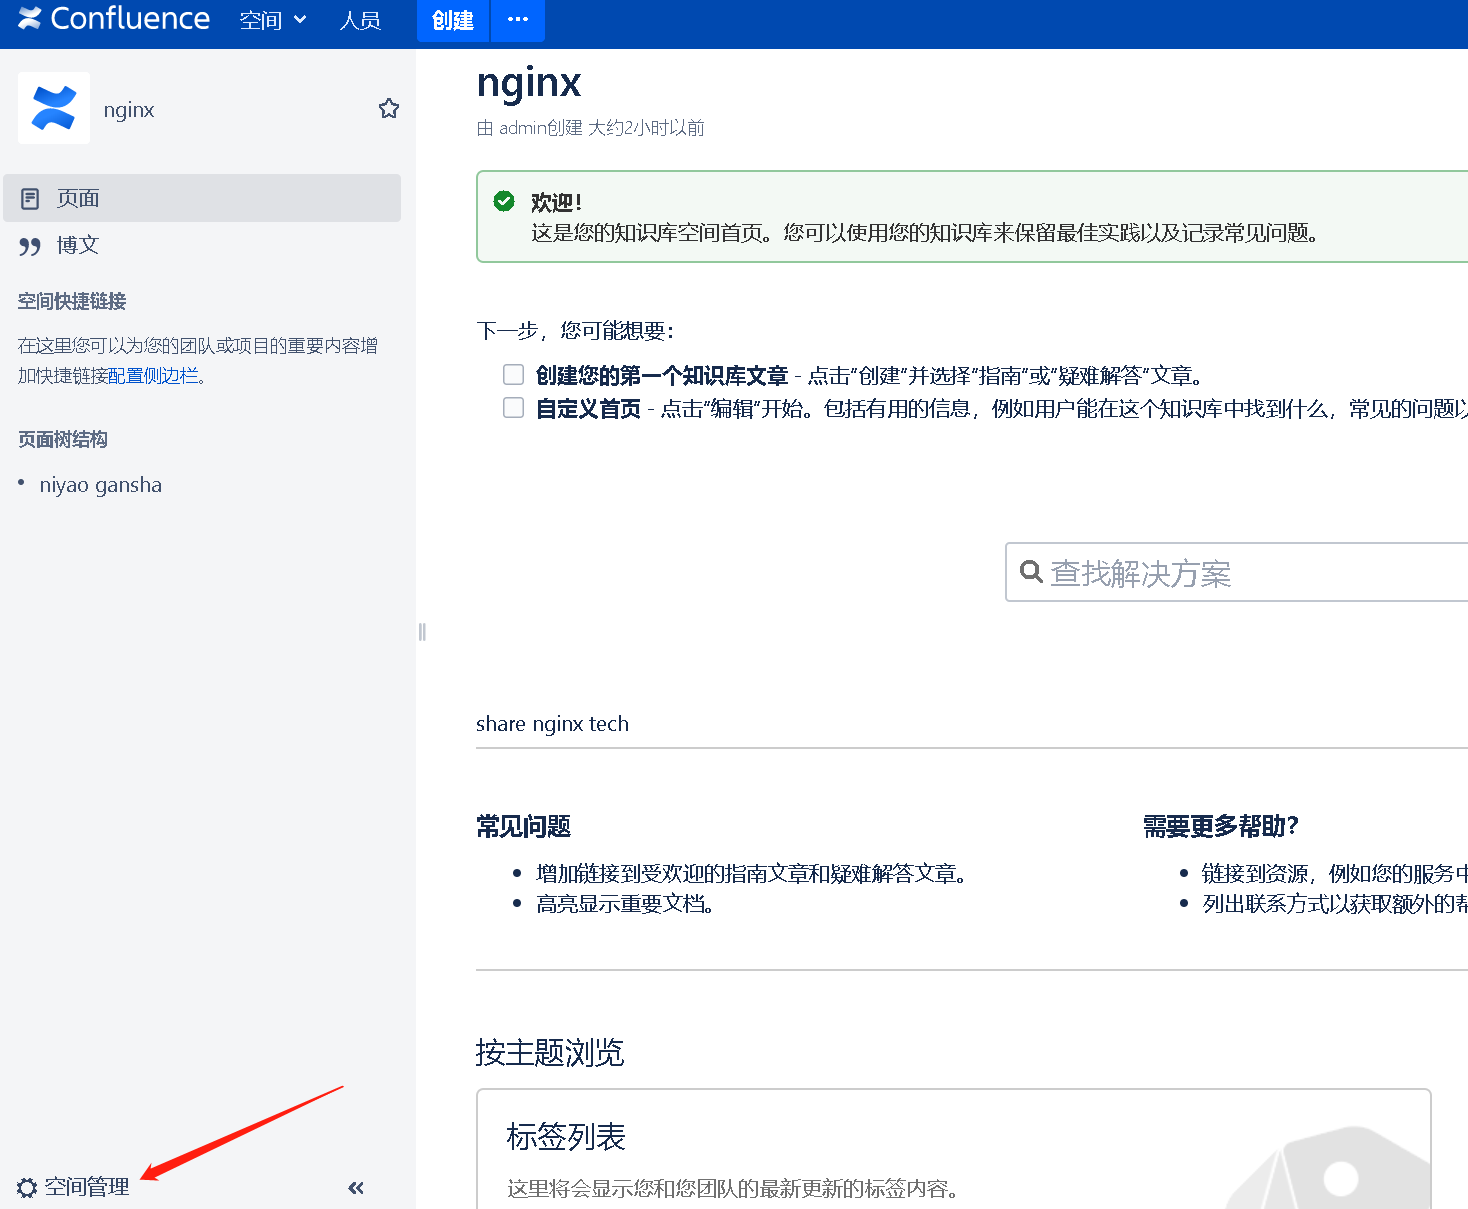 Confluence 空间 人员 创建 ···
nginx
页面
博文
空间快捷链接
在这里您可以为您的团队或项目的重要内容增
加快捷链接配置侧边栏。
页面树结构
• niyao gansha
空间管理
nginx
由 admin创建 大约2小时以前
欢迎！
这是您的知识库空间首页。您可以使用您的知识库来保留最佳实践以及记录常见问题。
下一步，您可能想要：
创建您的第一个知识库文章 - 点击"创建"并选择"指南"或"疑难解答"文章。
自定义首页 - 点击"编辑"开始。包括有用的信息，例如用户能在这个知识库中找到什么，常见的问题以
查找解决方案
share nginx tech
常见问题
• 增加链接到受欢迎的指南文章和疑难解答文章。
• 高亮显示重要文档。
需要更多帮助？
• 链接到资源，例如您的服务中
• 列出联系方式以获取额外的帮
按主题浏览
标签列表
这里将会显示您和您团队的最新更新的标签内容。